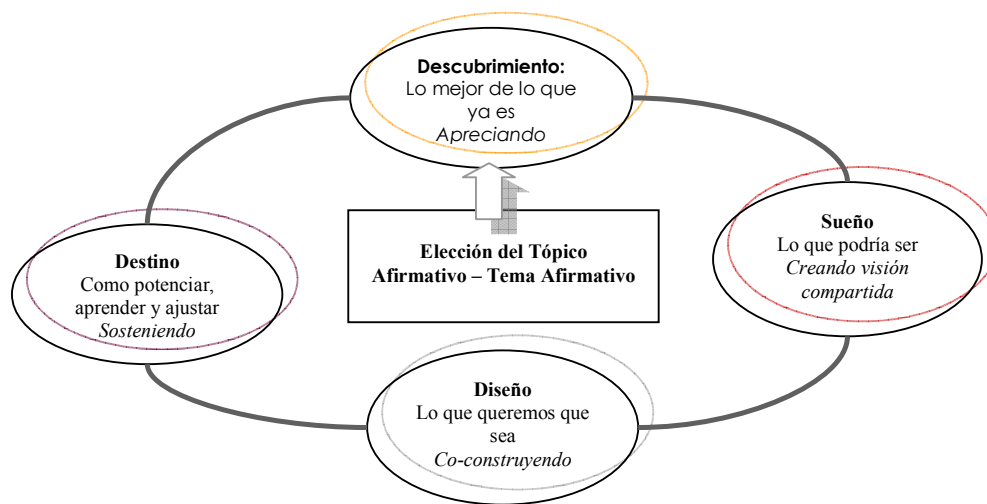 Descubrimiento:
Lo mejor de lo que
ya es
Apreciando
Elección del Tópico
Afirmativo – Tema Afirmativo
Sueño
Lo que podría ser
Creando visión
compartida
Diseño
Lo que queremos que
sea
Co-construyendo
Destino
Como potenciar,
aprender y ajustar
Sosteniendo